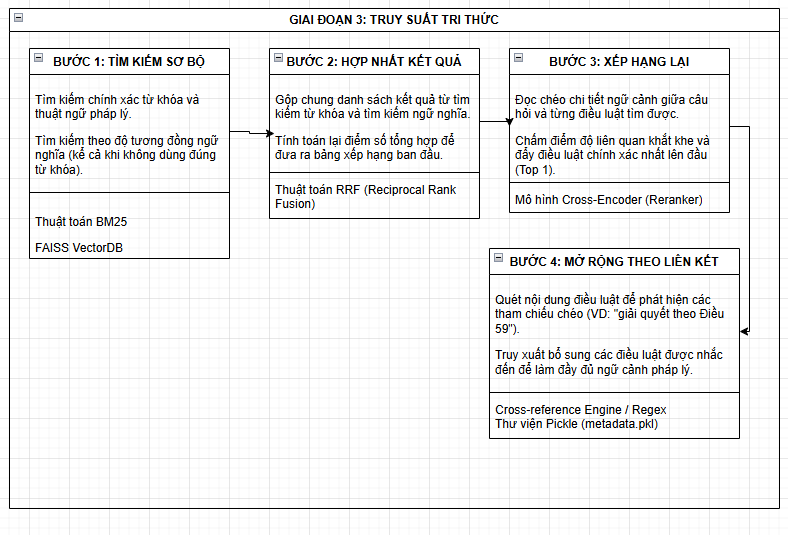 GIAI ĐOẠN 3: TRUY SUẤT TRI THỨC
BƯỚC 1: TÌM KIẾM SƠ BỘ
Tìm kiếm chính xác từ khóa và
thuật ngữ pháp lý.
Tìm kiếm theo độ tương đồng ngữ
nghĩa (kể cả khi không dùng đúng
từ khóa).
Thuật toán BM25
FAISS VectorDB
BƯỚC 2: HỢP NHẤT KẾT QUẢ
Gộp chung danh sách kết quả từ tìm
kiếm từ khóa và tìm kiếm ngữ nghĩa.
Tính toán lại điểm số tổng hợp để
đưa ra bảng xếp hạng ban đầu.
Thuật toán RRF (Reciprocal Rank
Fusion)
BƯỚC 3: XẾP HẠNG LẠI
Đọc chéo chi tiết ngữ cảnh giữa câu
hỏi và từng điều luật tìm được.
Chấm điểm độ liên quan khắt khe và
đẩy điều luật chính xác nhất lên đầu
(Top 1).
Mô hình Cross-Encoder (Reranker)
BƯỚC 4: MỞ RỘNG THEO LIÊN KẾT
Quét nội dung điều luật để phát hiện các
tham chiếu chéo (VD: "giải quyết theo Điều
59").
Truy xuất bổ sung các điều luật được nhắc
đến để làm đầy đủ ngữ cảnh pháp lý.
Cross-reference Engine / Regex
Thư viện Pickle (metadata.pkl)